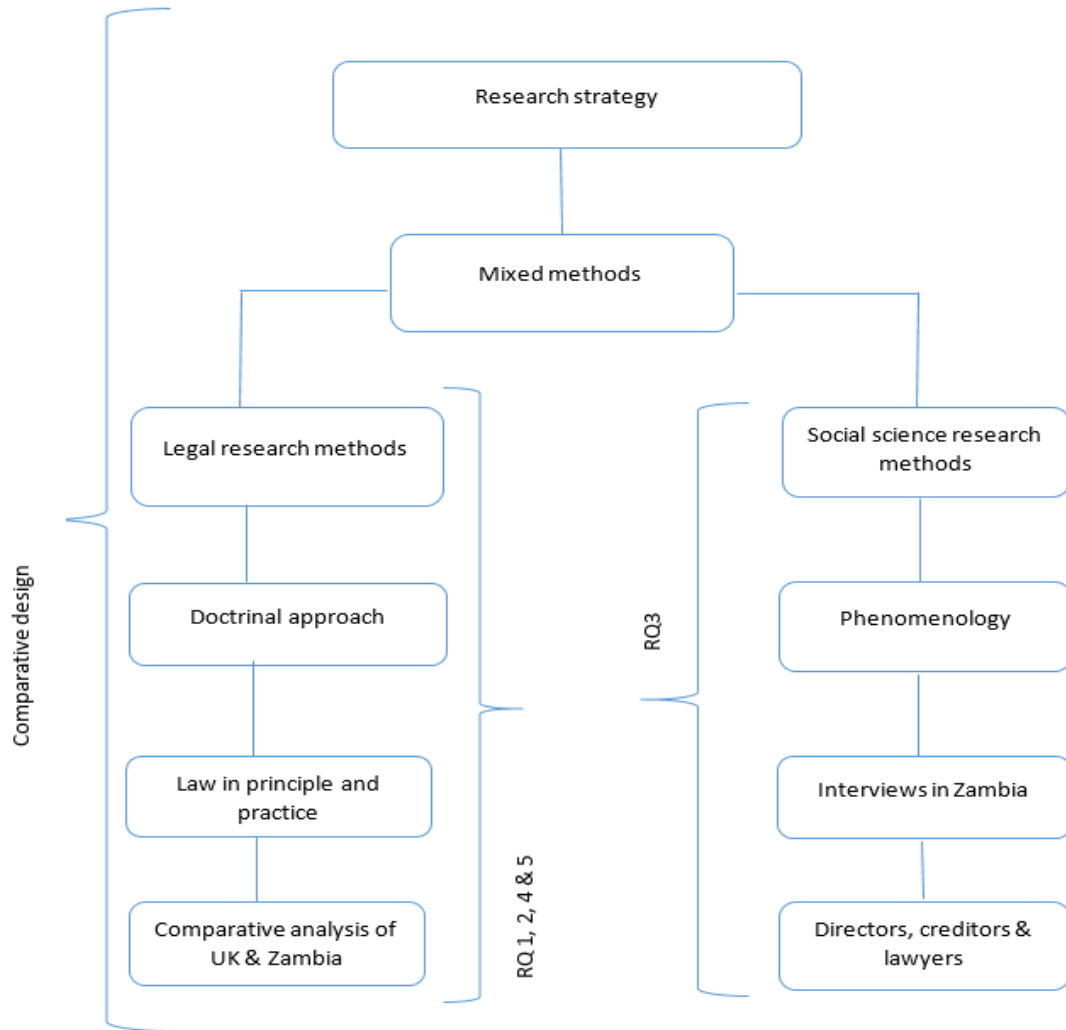 Research strategy
Mixed methods
Legal research methods
Doctrinal approach
Law in principle and
practice
Comparative analysis of
UK & Zambia
Social science research
methods
Phenomenology
Interviews in Zambia
Directors, creditors &
lawyers
Comparative design
RQ 1, 2, 4 & 5
RQ3